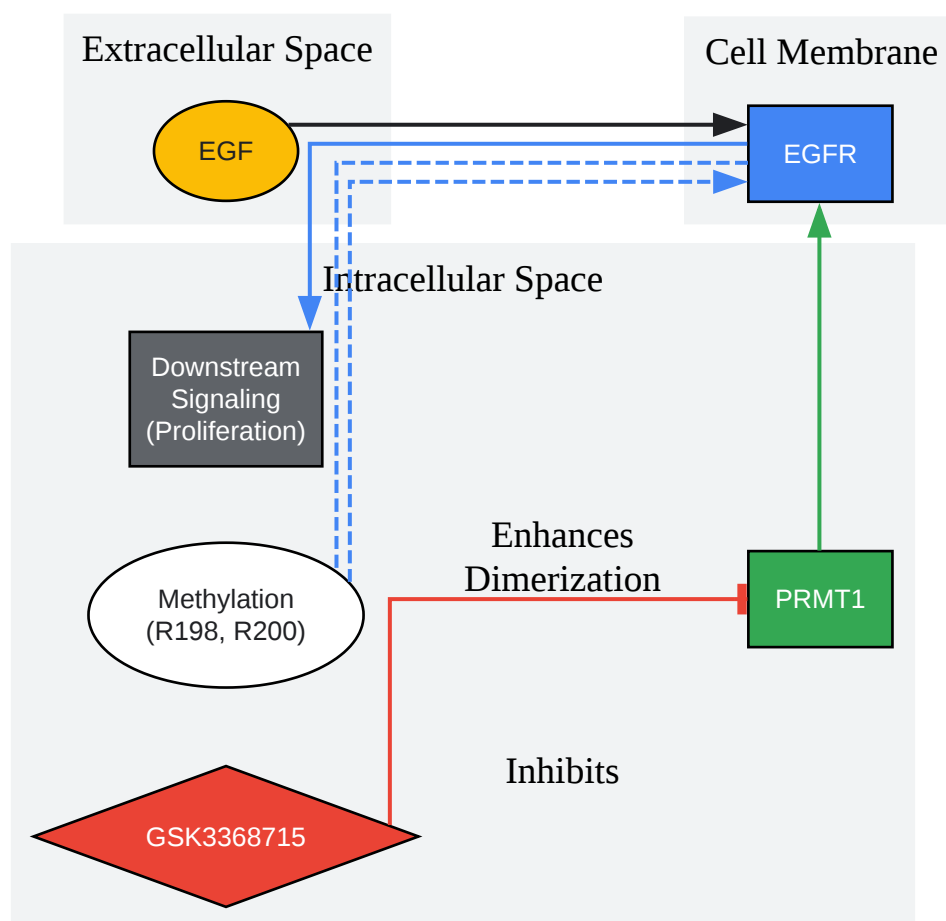 Extracellular Space
Cell Membrane
EGF
EGFR
Intracellular Space
Downstream
Signaling
(Proliferation)
Enhances
Dimerization
Methylation
(R198, R200)
PRMT1
Inhibits
GSK3368715